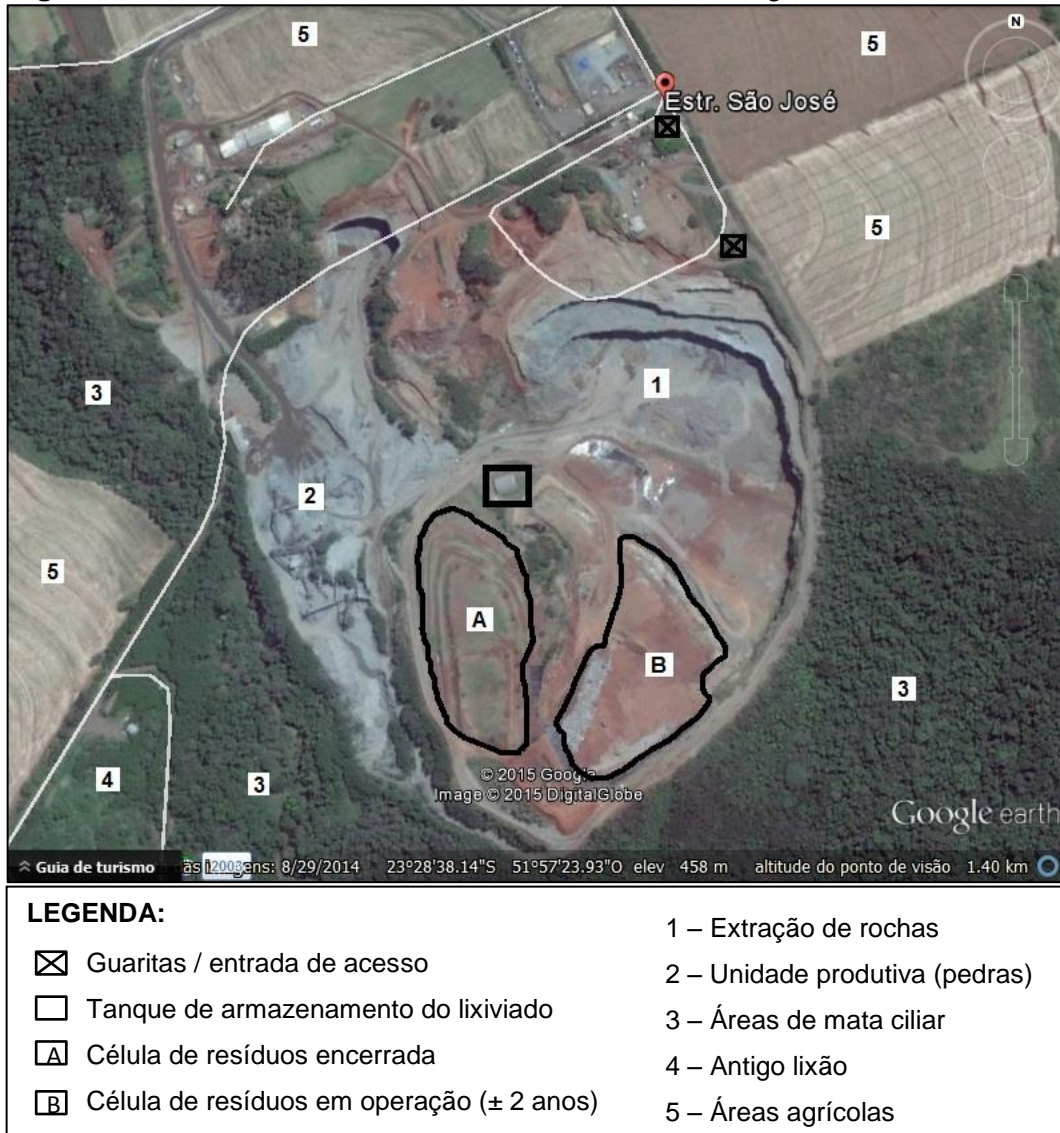 5
5
N
Estr. São José
5
1
3
2
5
A
B
3
4
3
© 2015 Google
Image © 2015 DigitalGlobe
Google earth
Guia de turismo 2003 8/29/2014 23°28'38.14"S 51°57'23.93"O elev 458 m altitude do ponto de visão 1.40 km
LEGENDA:
Guaritas / entrada de acesso
Tanque de armazenamento do lixiviado
A Célula de resíduos encerrada
B Célula de resíduos em operação (± 2 anos)
1 – Extração de rochas
2 – Unidade produtiva (pedras)
3 – Áreas de mata ciliar
4 – Antigo lixão
5 – Áreas agrícolas